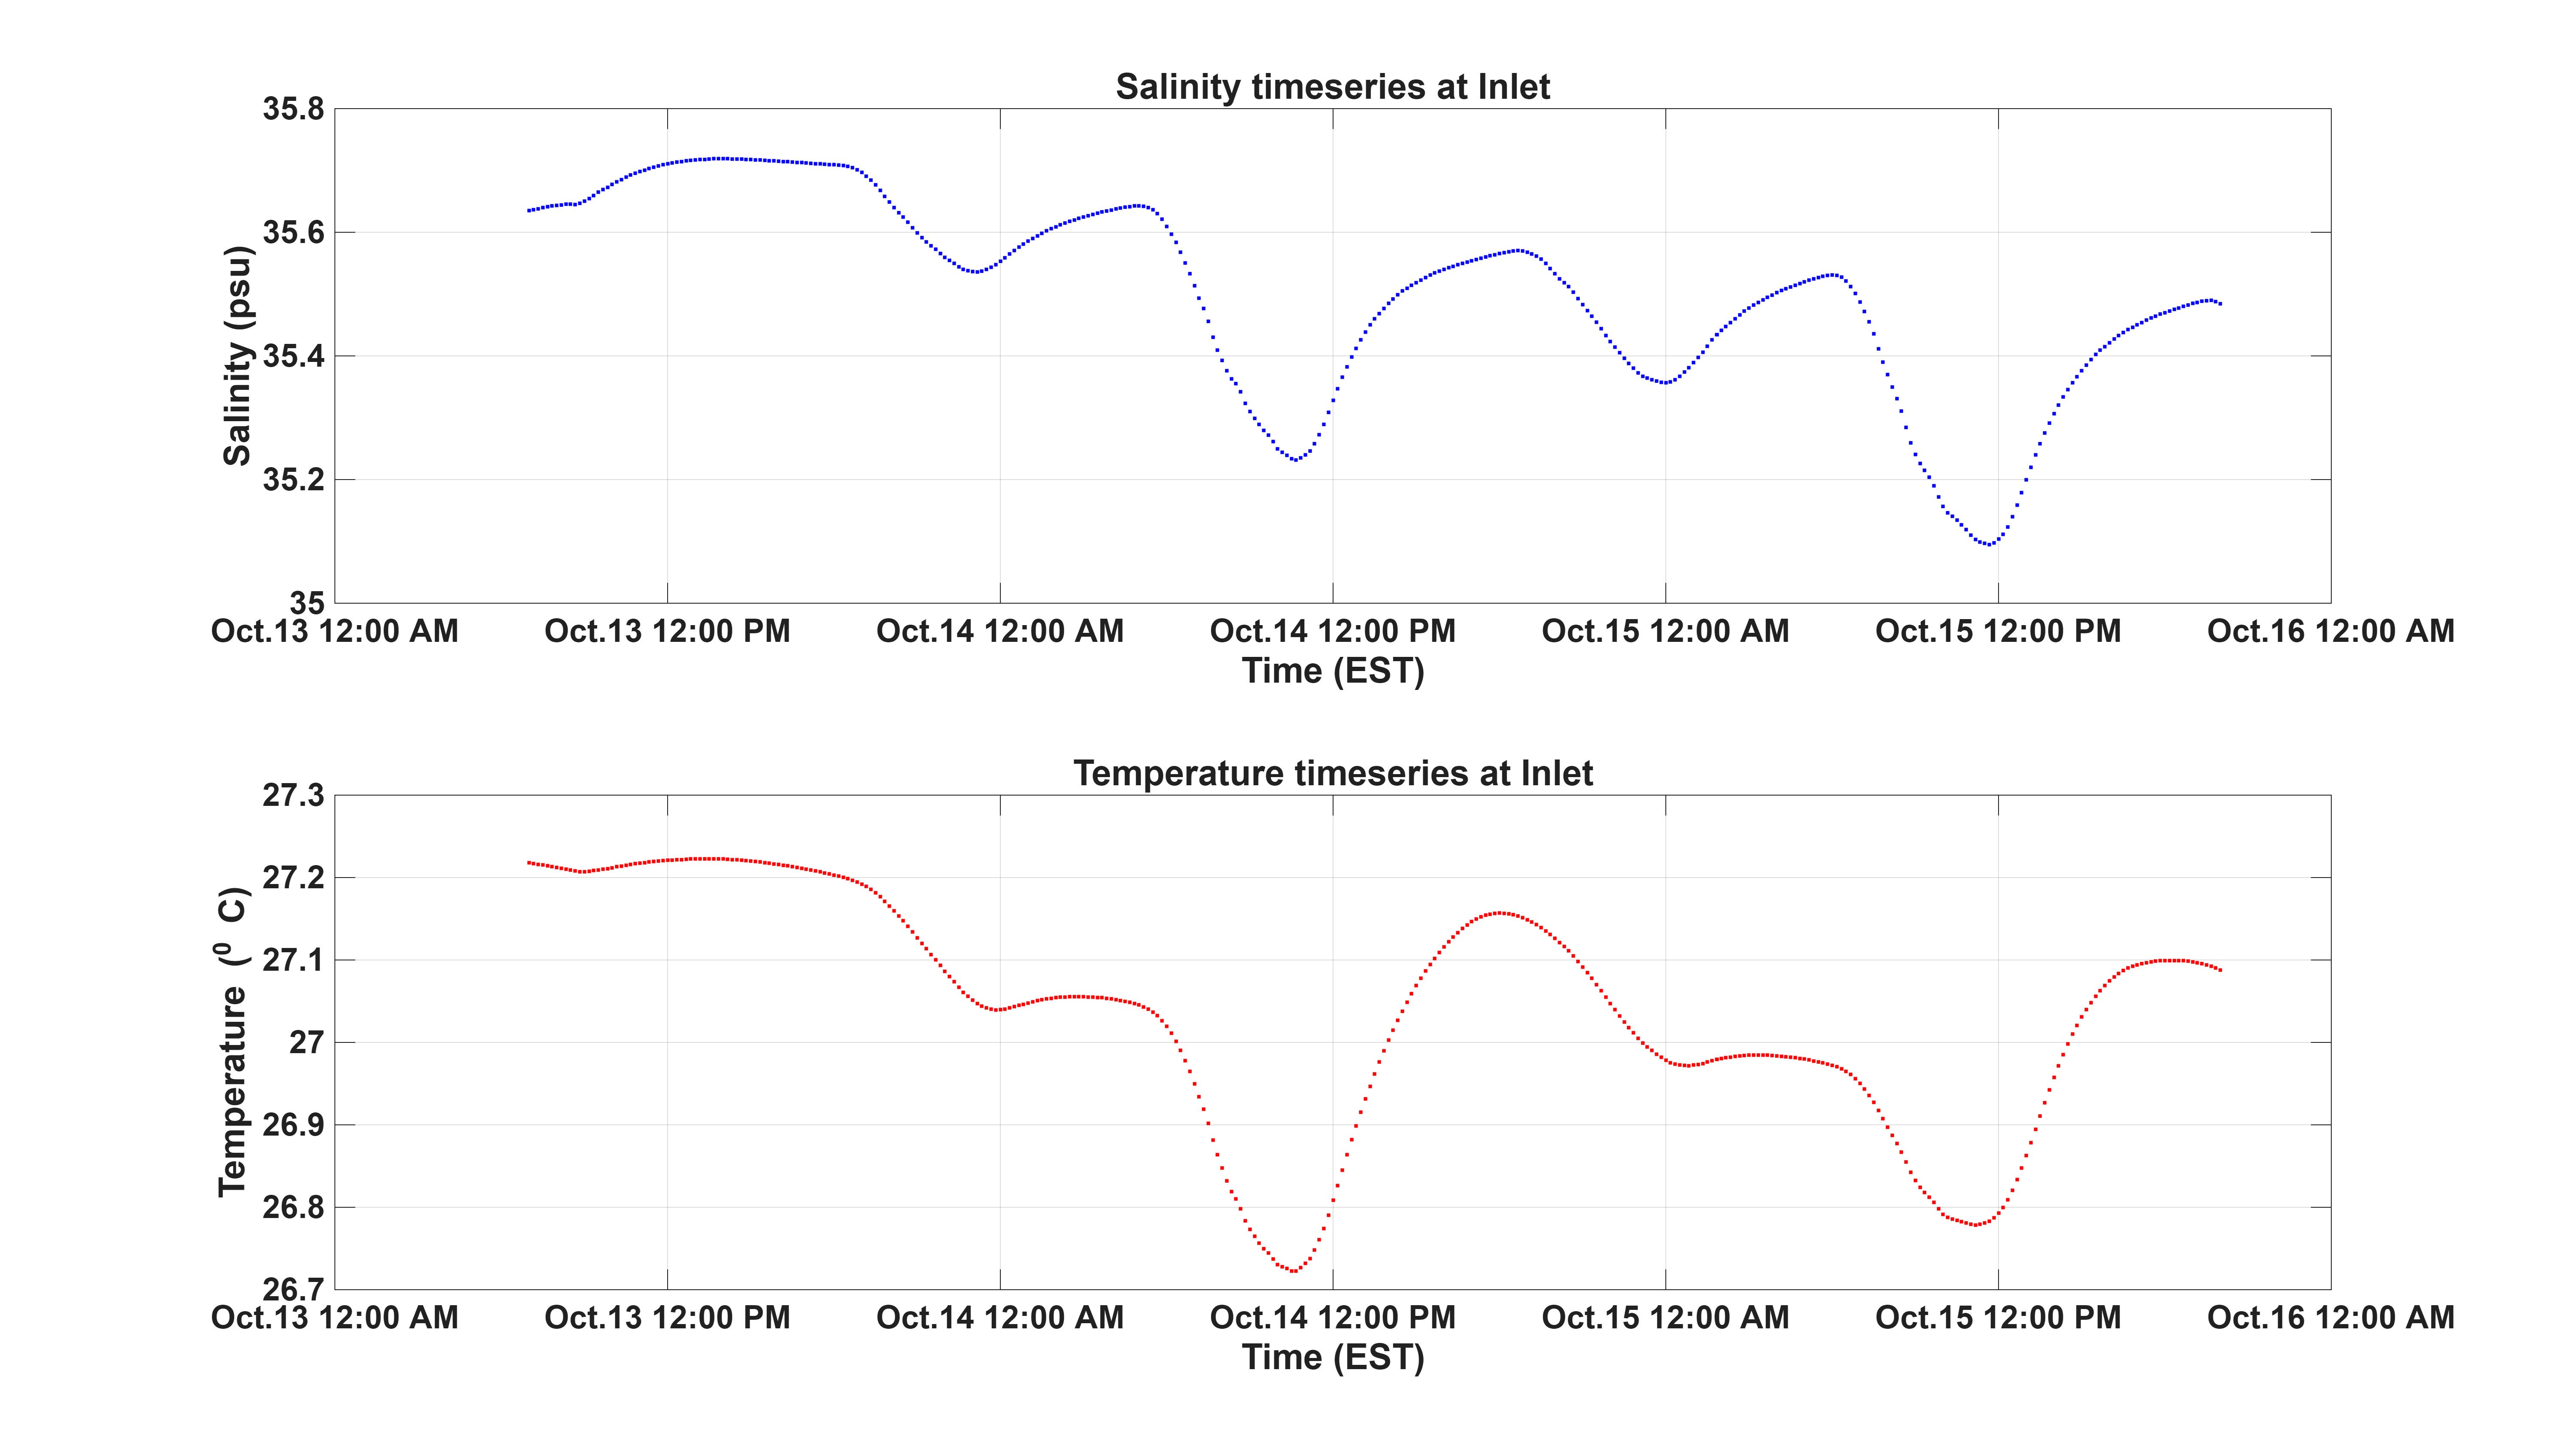 Salinity timeseries at Inlet
35.8
35.6
35.4
35.2
35
Salinity (psu)
Oct.13 12:00 AM Oct.13 12:00 PM Oct.14 12:00 AM Oct.14 12:00 PM Oct.15 12:00 AM Oct.15 12:00 PM Oct.16 12:00 AM
Time (EST)
Temperature timeseries at Inlet
27.3
27.2
27.1
27
26.9
26.8
26.7
Temperature (⁰ C)
Oct.13 12:00 AM Oct.13 12:00 PM Oct.14 12:00 AM Oct.14 12:00 PM Oct.15 12:00 AM Oct.15 12:00 PM Oct.16 12:00 AM
Time (EST)